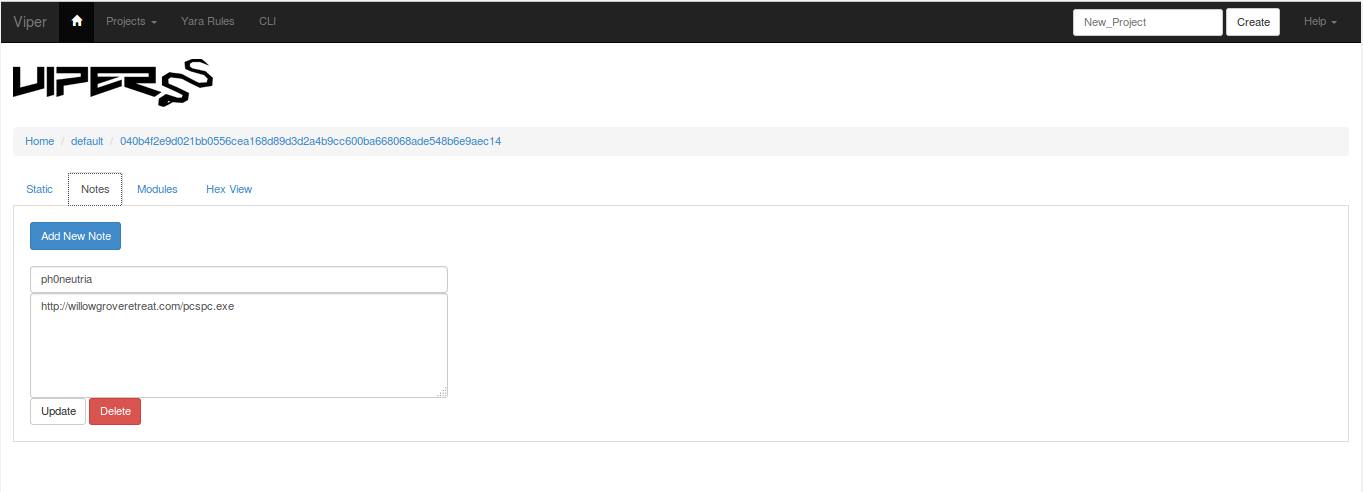 Viper Projects Yara Rules CLI New_Project Create Help
VIPER
Home / default / 040b4f2e9d021bb0556cea168d89d3d2a4b9cc600ba668068ade548b6e9aec14
Static Notes Modules Hex View
Add New Note
ph0neutria
http://willowgroveretreat.com/pcspc.exe
Update Delete